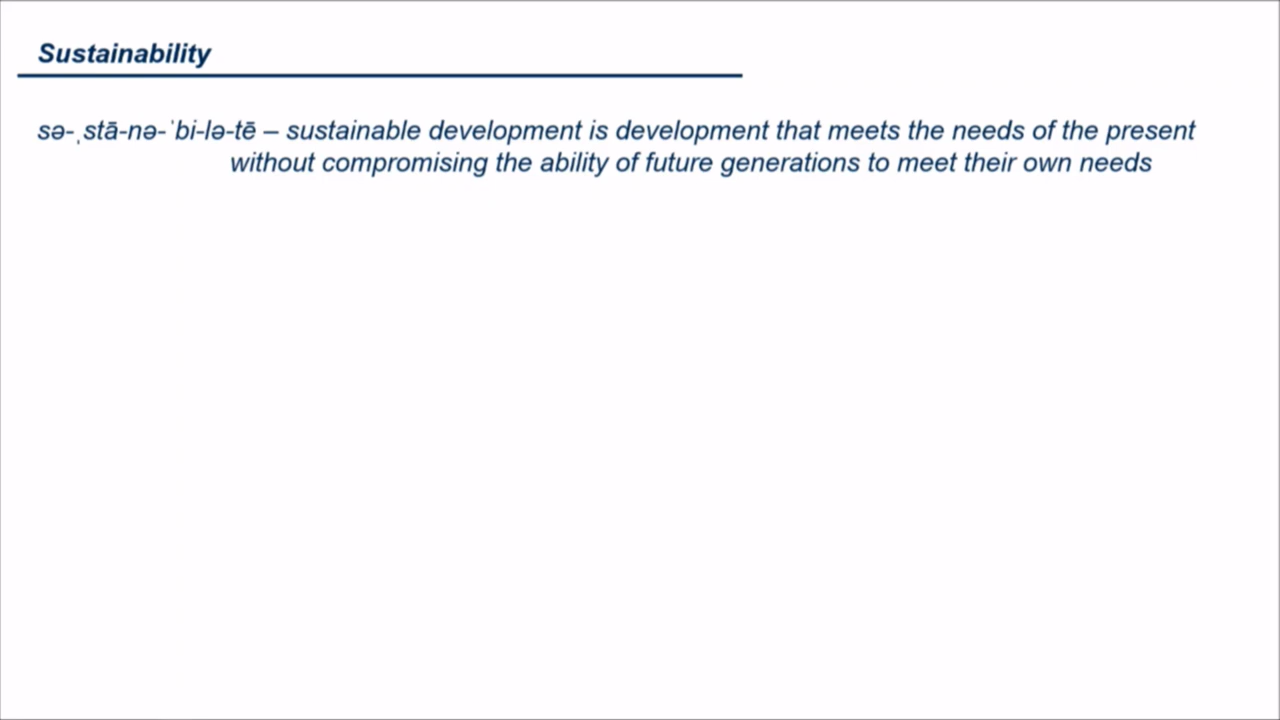 Sustainability
sə-ˌstā-nə-ˈbi-lə-tē – sustainable development is development that meets the needs of the present
without compromising the ability of future generations to meet their own needs